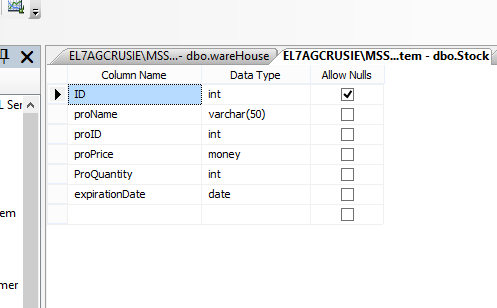 EL7AGCRUSIE\MSS...- dbo.wareHouse
EL7AGCRUSIE\MSS...tem - dbo.Stock
Column Name Data Type Allow Nulls
ID int
proName varchar(50)
L Ser
proID int
proPrice money
ProQuantity int
expirationDate date
em
mer